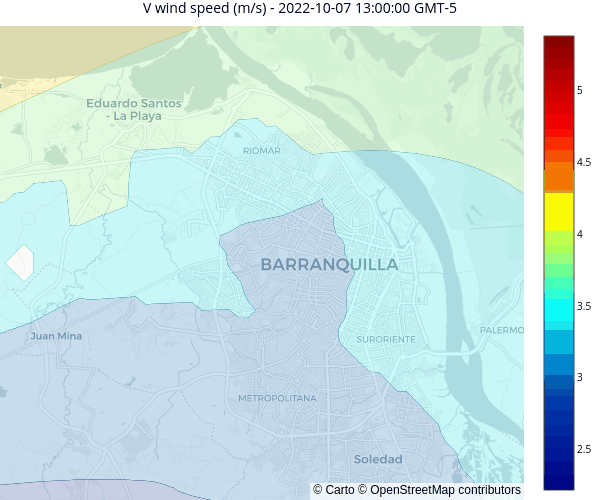 V wind speed (m/s) - 2022-10-07 13:00:00 GMT-5
Eduardo Santos
- La Playa
RIOMAR
BARRANQUILLA
Juan Mina
SURORIENTE
PALERMO
METROPOLITANA
Soledad
5
4.5
4
3.5
3
2.5
© Carto © OpenStreetMap contributors